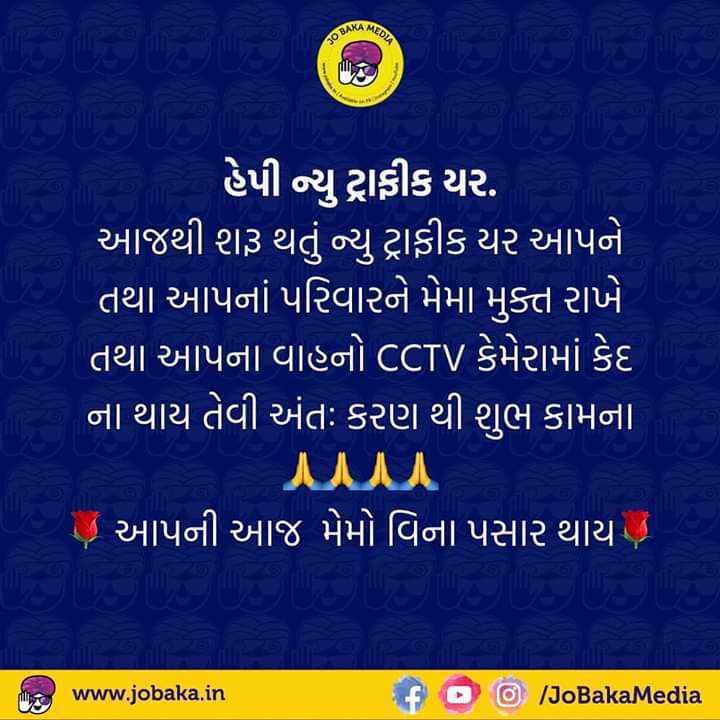 JO BAKA MEDIA
હેપી ન્યુ ટ્રાફીક યર.
આજથી શરૂ થતું ન્યુ ટ્રાફીક યર આપને
તથા આપનાં પરિવારને મેમા મુક્ત રાખે
તથા આપના વાહનો CCTV કેમેરામાં કેદ
ના થાય તેવી અંતઃ કરણ થી શુભ કામના
🙏🙏🙏🙏
🌹 આપની આજ મેમો વિના પસાર થાય🌹
www.jobaka.in
/JoBakaMedia